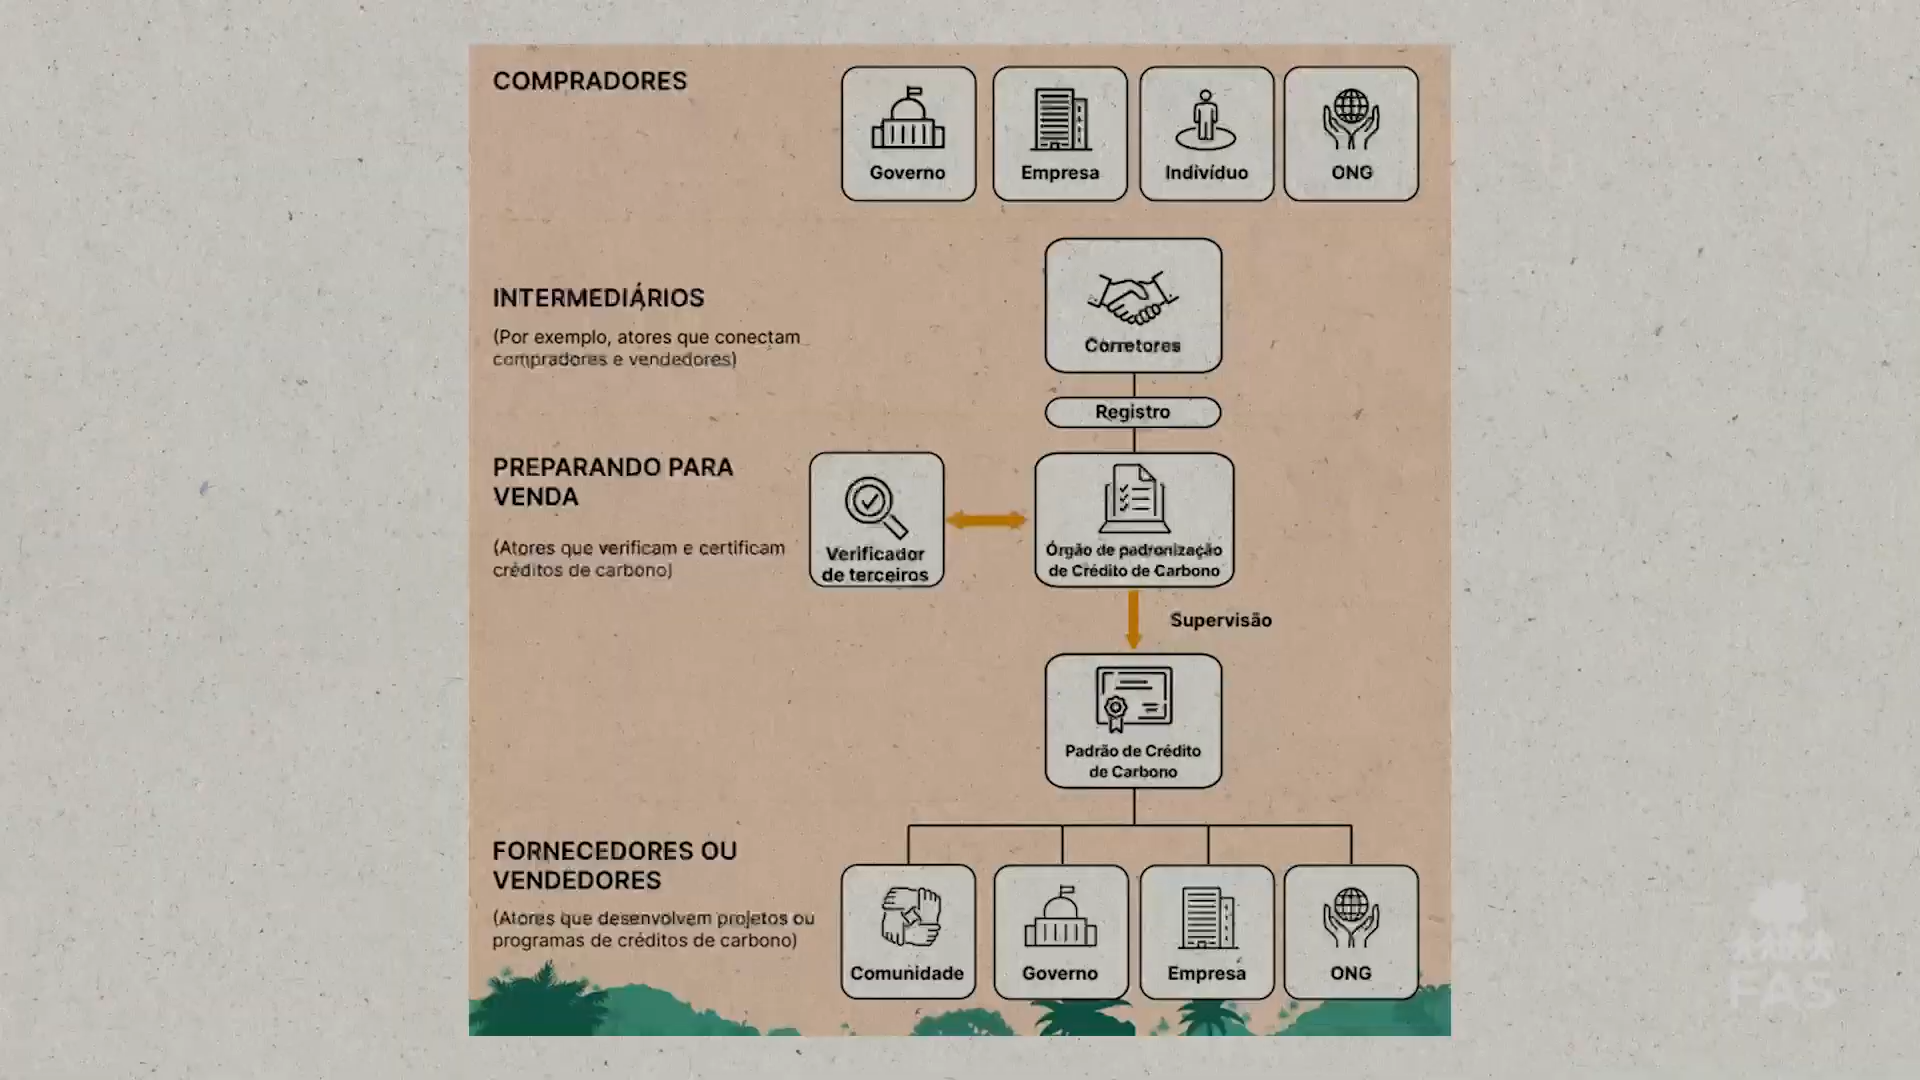 COMPRADORES
Governo
Empresa
Indivíduo
ONG
INTERMEDIÁRIOS
(Por exemplo, atores que conectam
compradores e vendedores)
Corretores
Registro
PREPARANDO PARA
VENDA
(Atores que verificam e certificam
créditos de carbono)
Verificador
de terceiros
Órgão de padronização
de Crédito de Carbono
Supervisão
Padrão de Crédito
de Carbono
FORNECEDORES OU
VENDEDORES
(Atores que desenvolvem projetos ou
programas de créditos de carbono)
Comunidade
Governo
Empresa
ONG
FAS